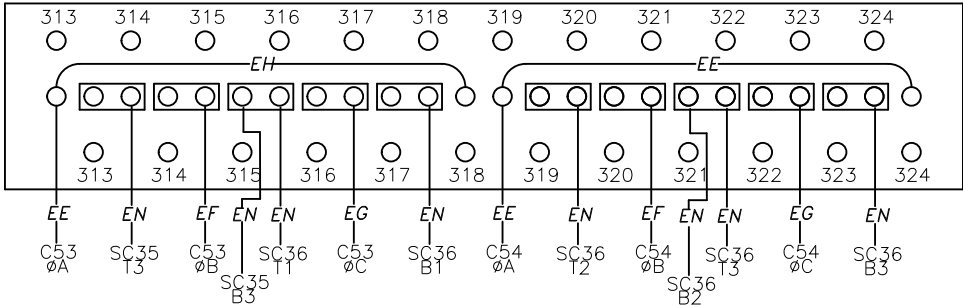 313 314 315 316 317 318 319 320 321 322 323 324
EH EE
313 314 315 316 317 318 319 320 321 322 323 324
EE EN EF EN EN EG EN EE EN EF EN EN EG EN
C53 SC35 C53 SC36 C53 SC36 C54 SC36 C54 SC36 C54 SC36
øA T3 øB T1 øC B1 øA T2 øB T3 øC B3
SC35 SC36
B3 B2